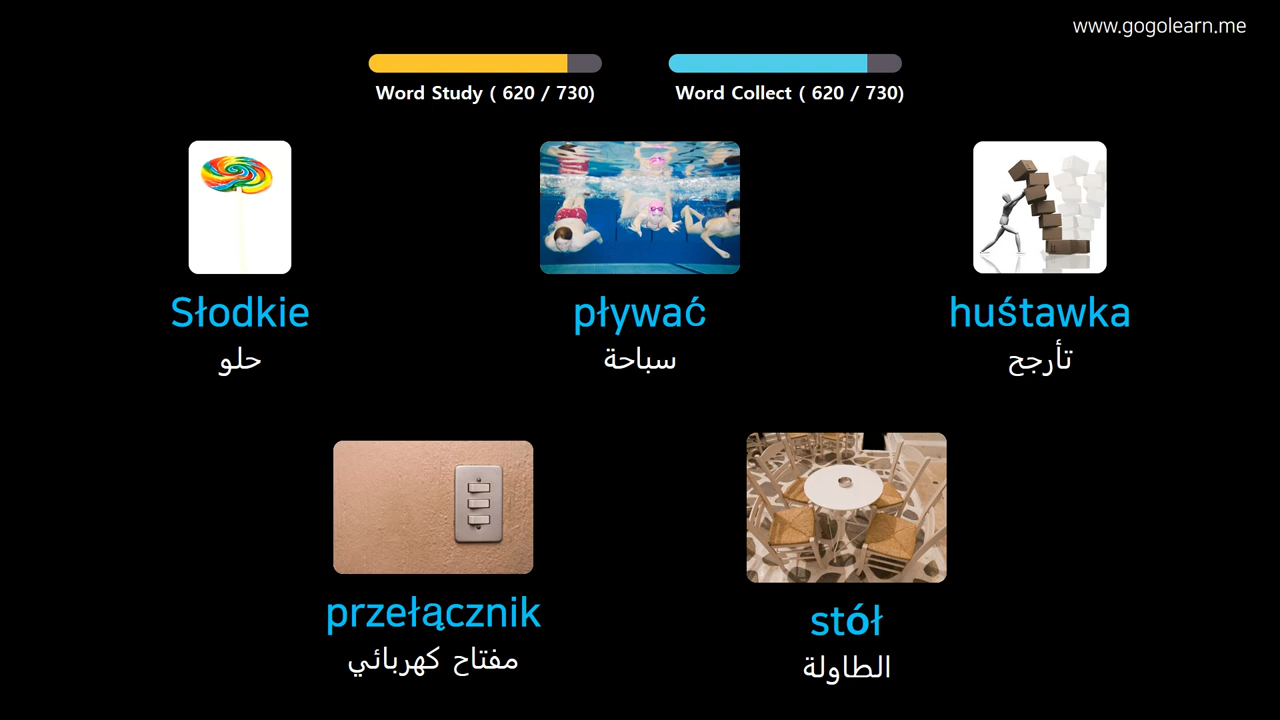 www.gogolearn.me
Word Study ( 620 / 730)
Word Collect ( 620 / 730)
Słodkie
حلو
pływać
سباحة
huśtawka
تأرجح
przełącznik
مفتاح كهربائي
stół
الطاولة